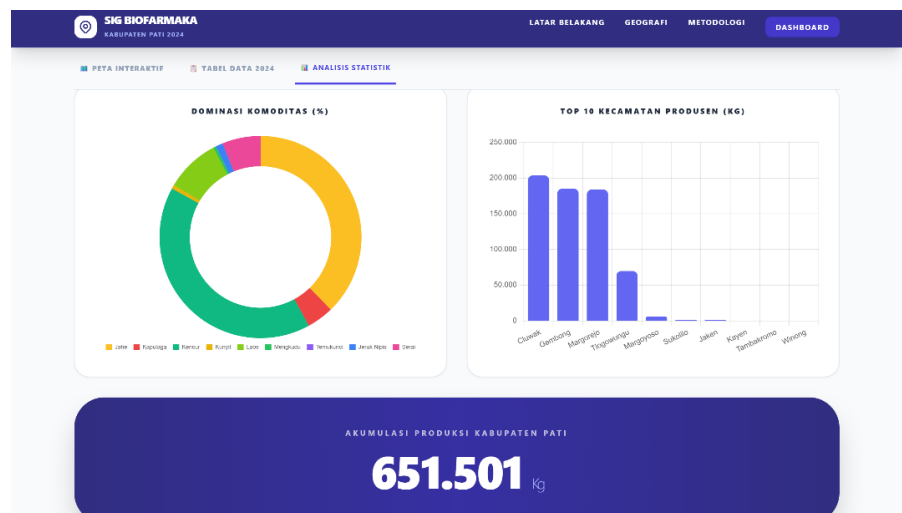 SIG BIOFARMAKA
KABUPATEN PATI 2024
LATAR BELAKANG GEOGRAFI METODOLOGI DASHBOARD
PETA INTERAKTIF TABEL DATA 2024 ANALISIS STATISTIK
DOMINASI KOMODITAS (%)
Jahe Kapulaga Kencur Kunyit Laos Mengkudu Temukunci Jeruk Nipis Serai
TOP 10 KECAMATAN PRODUSEN (KG)
250.000
200.000
150.000
100.000
50.000
0
Cluwak Gembong Margorejo Tlogowungu Margoyoso Sukolilo Jaken Kayen Tambakromo Winong
AKUMULASI PRODUKSI KABUPATEN PATI
651.501 Kg